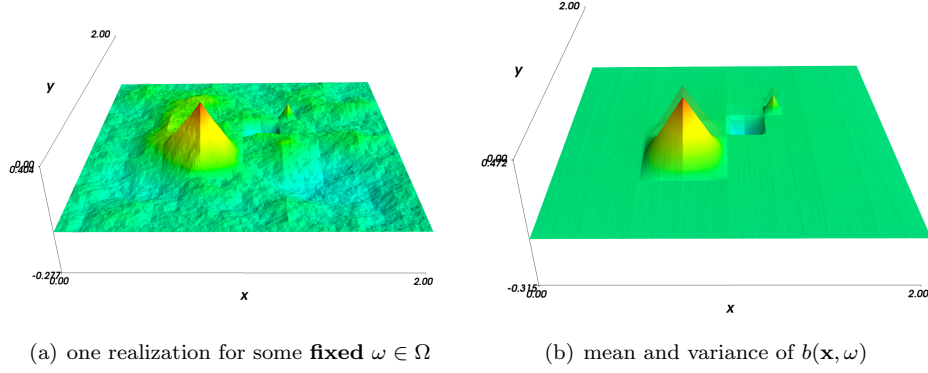 2.00
y
0.00
0.404
-0.277
0.00
2.00
x
2.00
y
0.00
0.472
-0.315
0.00
2.00
x
(a) one realization for some fixed ω ∈ Ω
(b) mean and variance of b(x, ω)